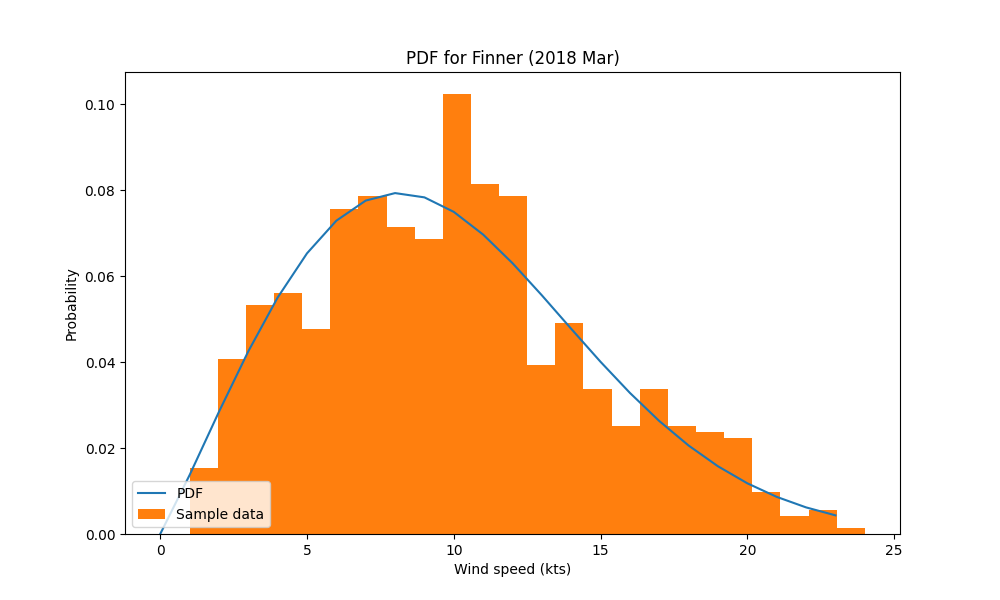 PDF for Finner (2018 Mar)
0.10
0.08
0.06
0.04
0.02
0.00
Probability
PDF
Sample data
0 5 10 15 20 25
Wind speed (kts)